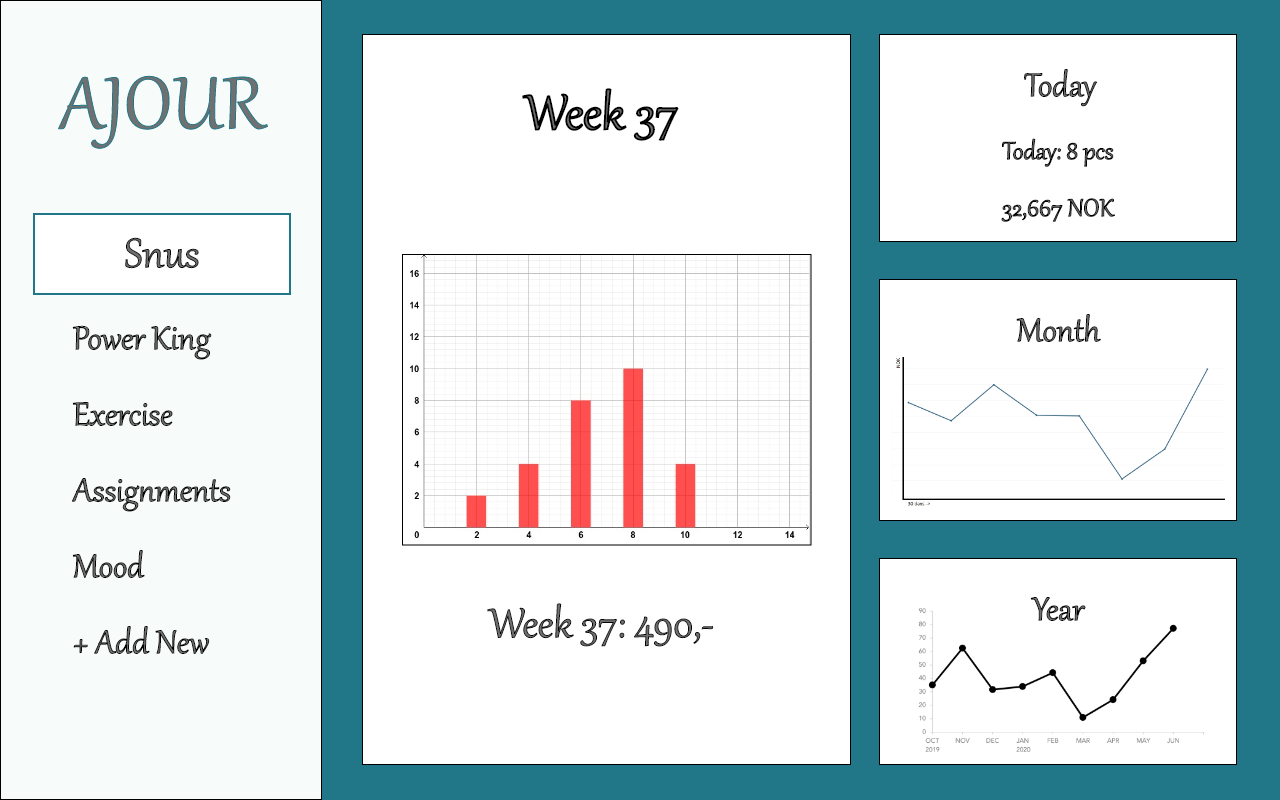 AJOUR
Snus
Power King
Exercise
Assignments
Mood
+ Add New
Week 37
16
14
12
10
8
6
4
2
0 2 4 6 8 10 12 14
Week 37: 490,-
Today
Today: 8 pcs
32,667 NOK
Month
NOK
Year
90
80
70
60
50
40
30
20
10
0
OCT NOV DEC JAN FEB MAR APR MAY JUN
2019 2020